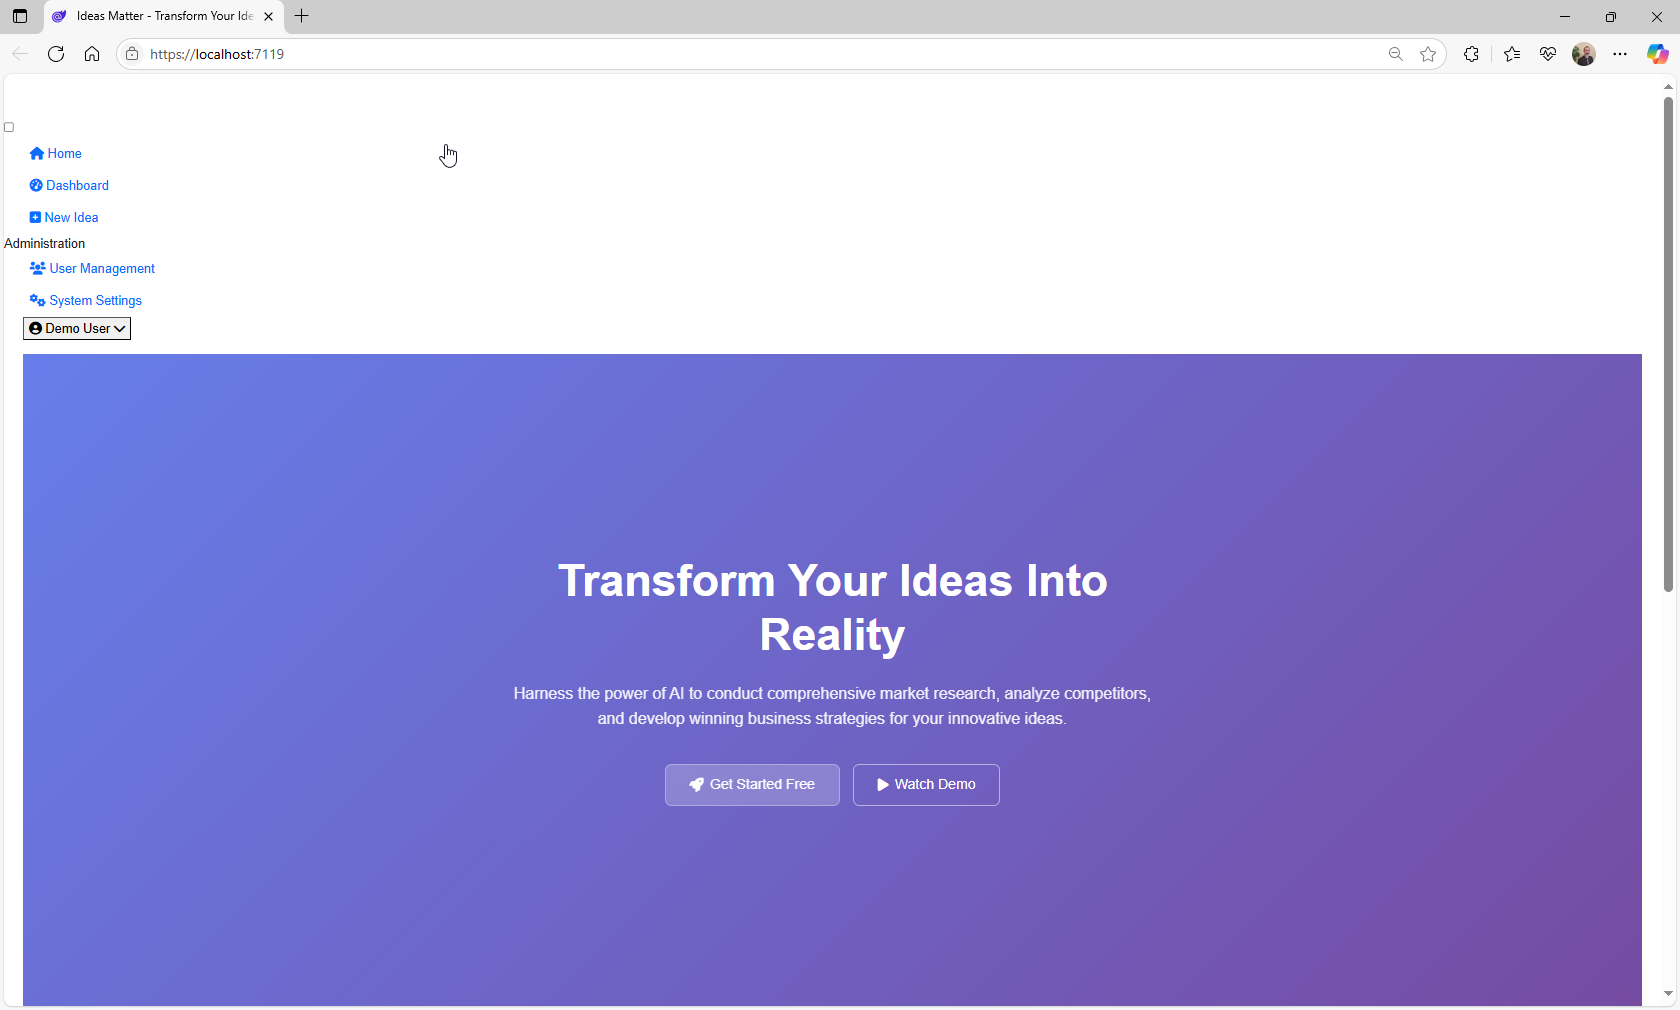 Ideas Matter - Transform Your Ide
https://localhost:7119
Home
Dashboard
New Idea
Administration
User Management
System Settings
Demo User
Transform Your Ideas Into
Reality
Harness the power of AI to conduct comprehensive market research, analyze competitors,
and develop winning business strategies for your innovative ideas.
Get Started Free
Watch Demo